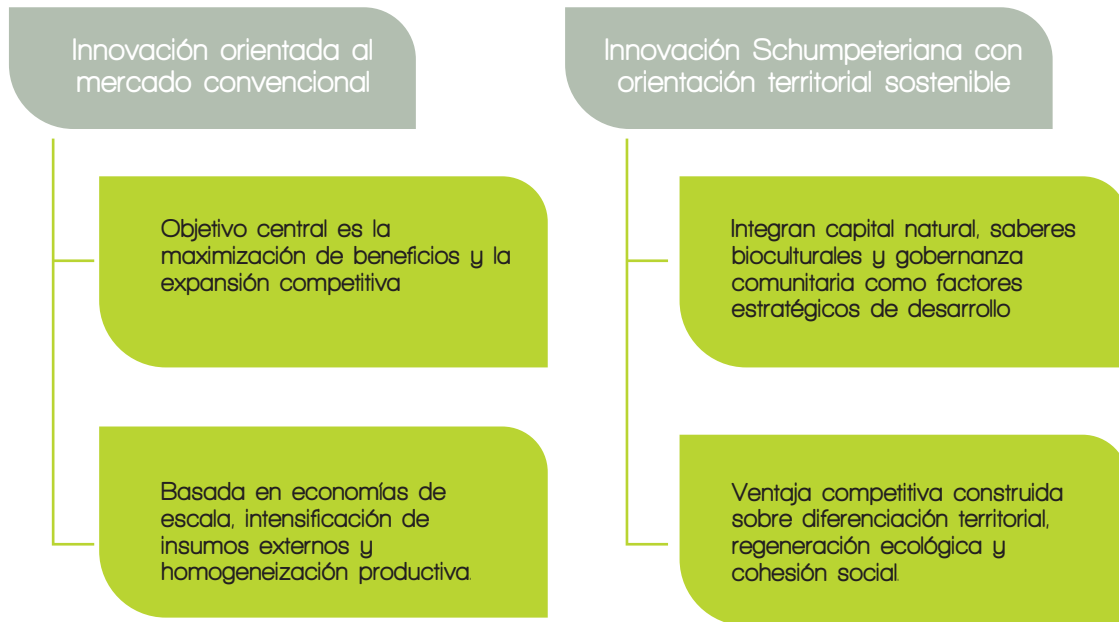 Innovación orientada al
mercado convencional
Objetivo central es la
maximización de beneficios y la
expansión competitiva
Basada en economías de
escala, intensificación de
insumos externos y
homogeneización productiva.
Innovación Schumpeteriana con
orientación territorial sostenible
Integran capital natural, saberes
bioculturales y gobernanza
comunitaria como factores
estratégicos de desarrollo
Ventaja competitiva construida
sobre diferenciación territorial,
regeneración ecológica y
cohesión social.